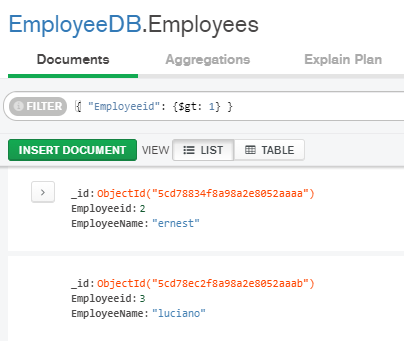 EmployeeDB.Employees
Documents Aggregations Explain Plan
FILTER { "Employeeid": {$gt: 1} }
INSERT DOCUMENT VIEW LIST TABLE
_id: ObjectId("5cd78834f8a98a2e8052aaaa")
Employeeid: 2
EmployeeName: "ernest"
_id: ObjectId("5cd78ec2f8a98a2e8052aaab")
Employeeid: 3
EmployeeName: "luciano"